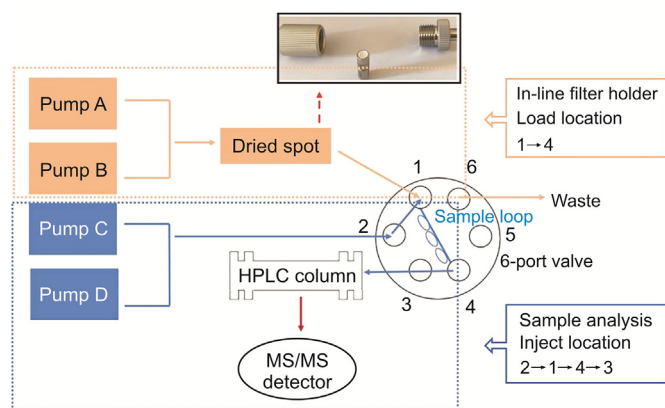 Pump A
Pump B
Dried spot
In-line filter holder
Load location
1→4
1
6
Waste
Pump C
2
Sample loop
5
6-port valve
Pump D
HPLC column
3
4
MS/MS
detector
Sample analysis
Inject location
2→1→4→3